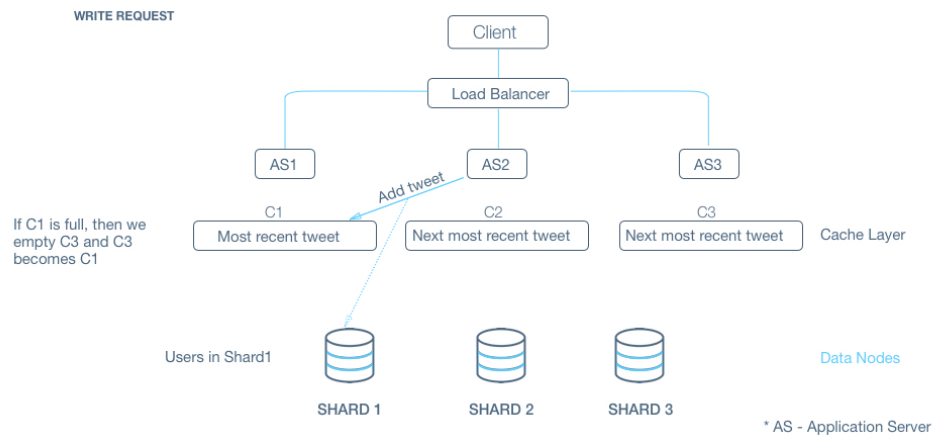 WRITE REQUEST
Client
Load Balancer
AS1
AS2
AS3
Add tweet
C1
C2
C3
If C1 is full, then we
empty C3 and C3
becomes C1
Most recent tweet
Next most recent tweet
Next most recent tweet
Cache Layer
Users in Shard1
Data Nodes
SHARD 1
SHARD 2
SHARD 3
* AS - Application Server